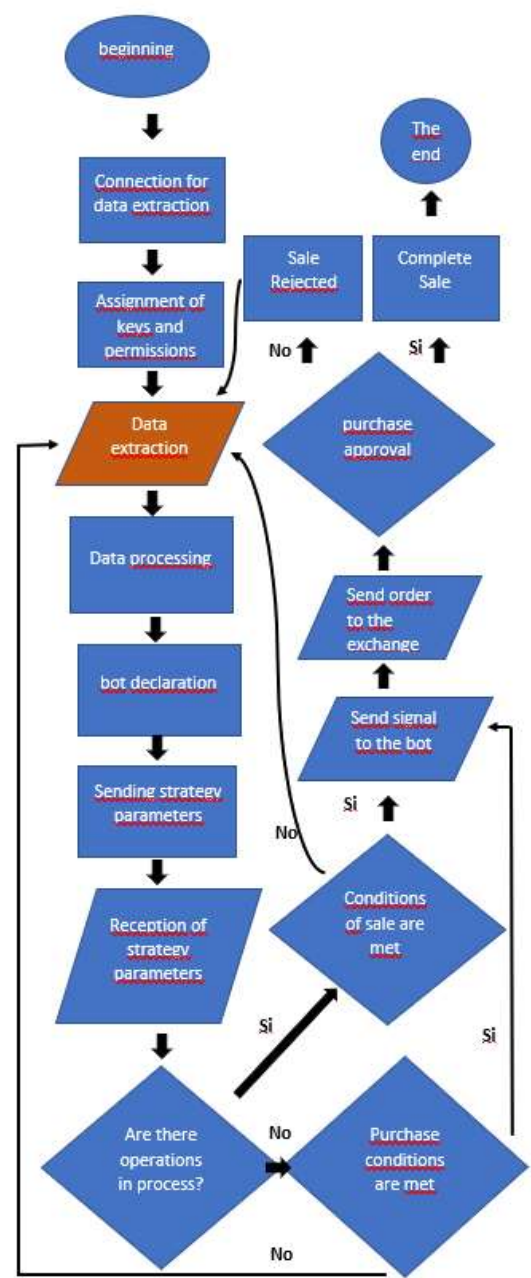 beginning
Connection for
data extraction
Assignment of
keys and
permissions
Data
extraction
Data processing
bot declaration
Sending strategy
parameters
Reception of
strategy
parameters
Are there
operations
in process?
Si
No
No
Purchase
conditions
are met
Si
Conditions
of sale are
met
No
Si
Send signal
to the bot
Send order
to the
exchange
purchase
approval
No
Si
Sale
Rejected
Complete
Sale
The
end